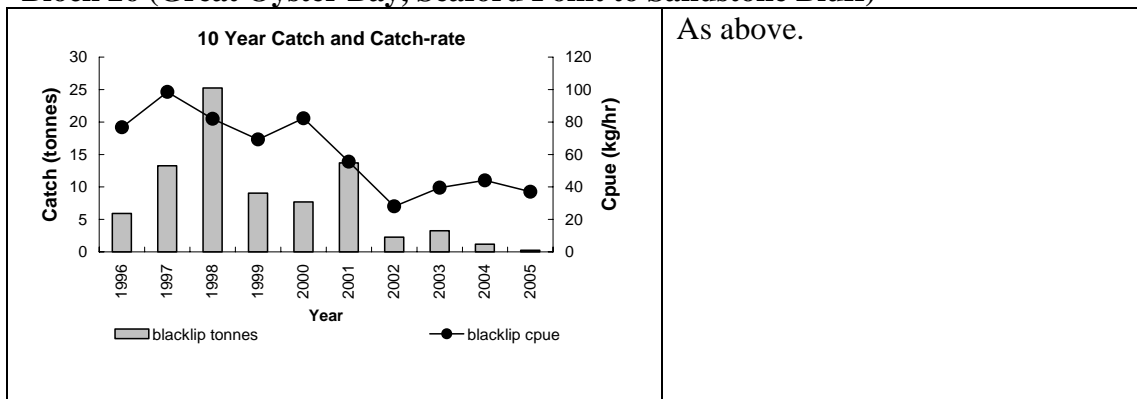 10 Year Catch and Catch-rate
As above.
30
25
20
15
10
5
0
Catch (tonnes)
120
100
80
60
40
20
0
Cpue (kg/hr)
1996 1997 1998 1999 2000 2001 2002 2003 2004 2005
Year
blacklip tonnes blacklip cpue